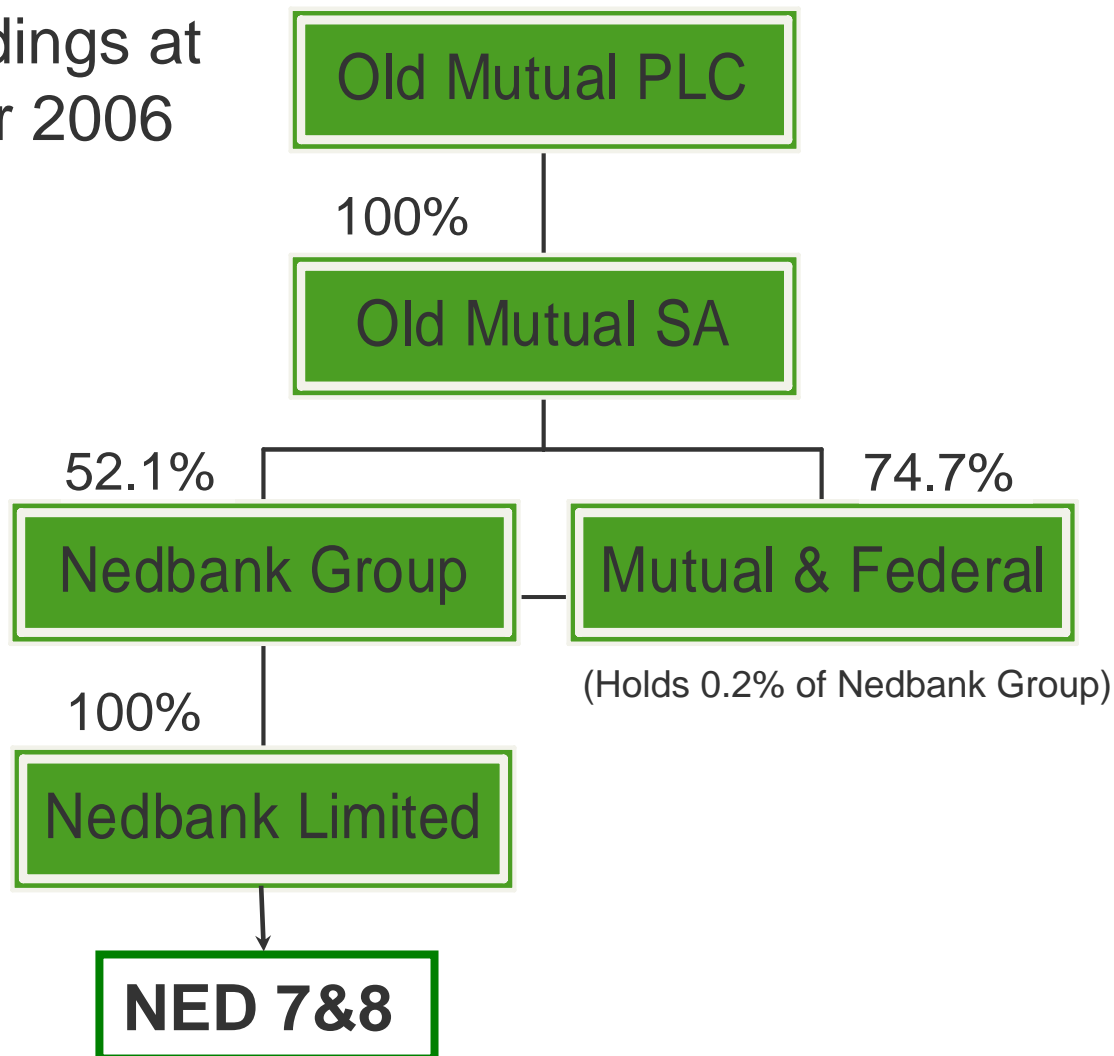 dings at
r 2006
Old Mutual PLC
100%
Old Mutual SA
52.1%
74.7%
Nedbank Group
Mutual & Federal
(Holds 0.2% of Nedbank Group)
100%
Nedbank Limited
NED 7&8